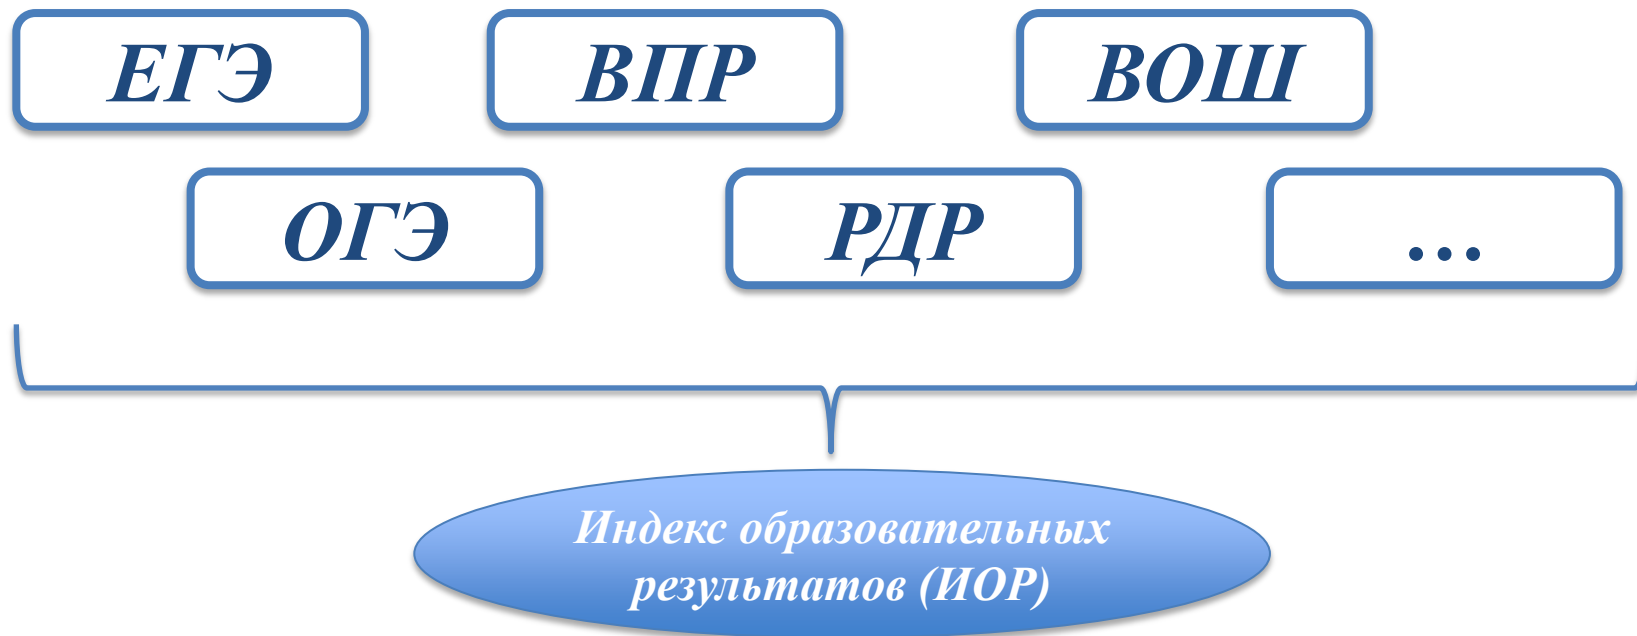 ЕГЭ
ВПР
ВОШ
ОГЭ
РДР
...
Индекс образовательных
результатов (ИОР)